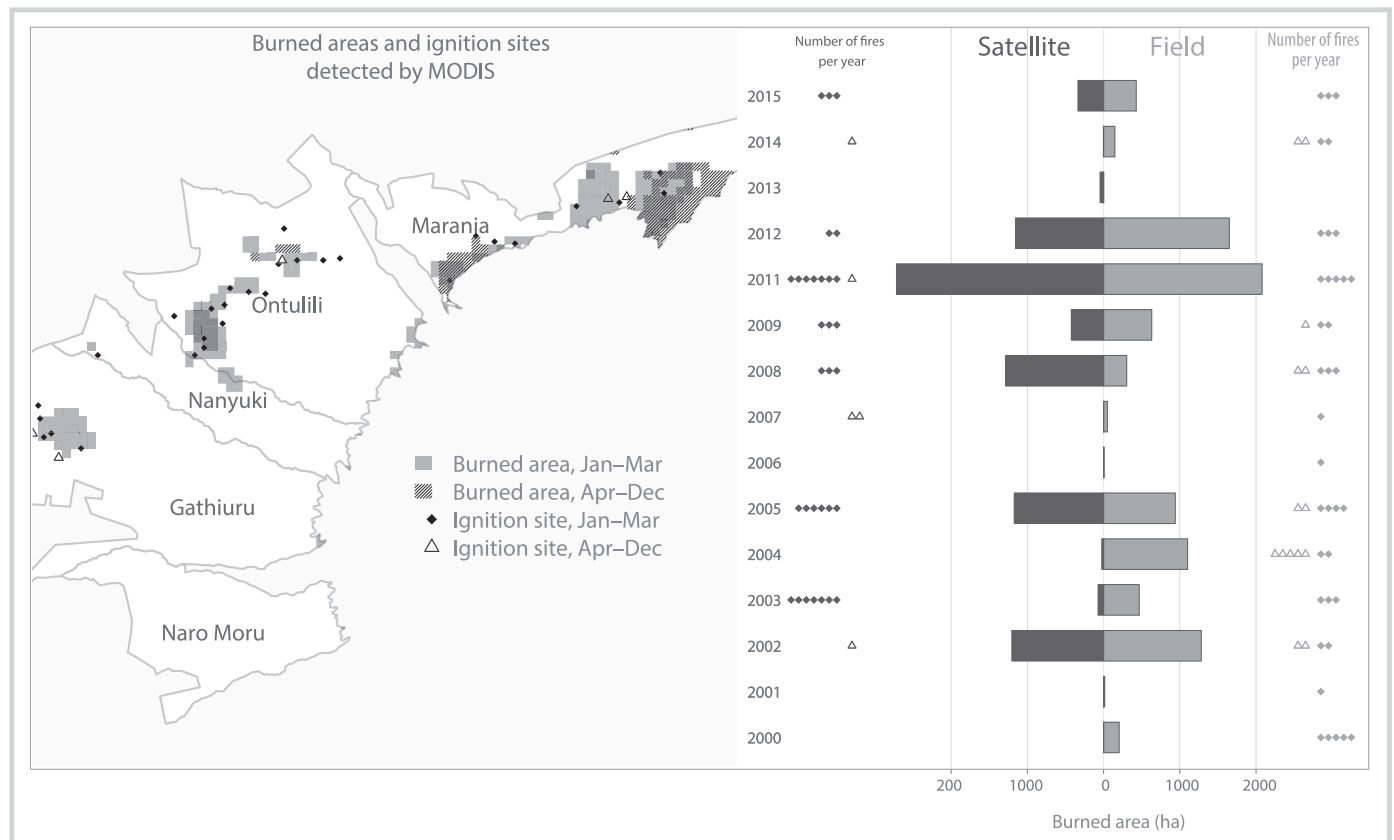 Burned areas and ignition sites
detected by MODIS
Maranja
Ontulili
Nanyuki
Gathiuru
Naro Moru
Burned area, Jan–Mar
Burned area, Apr–Dec
Ignition site, Jan–Mar
Ignition site, Apr–Dec
Number of fires
per year
Satellite
Field
Number of fires
per year
2015
2014
2013
2012
2011
2009
2008
2007
2006
2005
2004
2003
2002
2001
2000
200 1000 0 1000 2000
Burned area (ha)